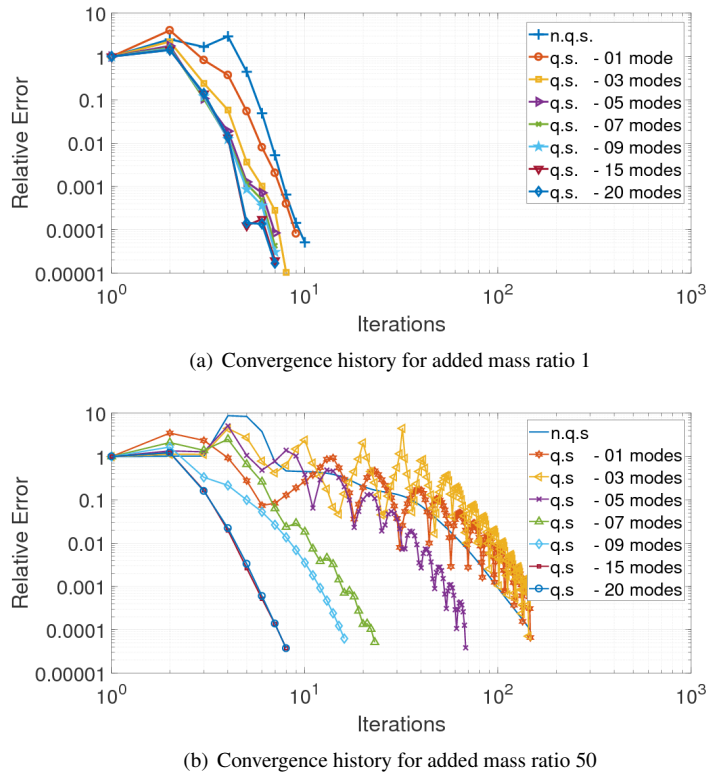 10
1
0.1
0.01
0.001
0.0001
0.00001
Relative Error
n.q.s.
q.s. - 01 mode
q.s. - 03 modes
q.s. - 05 modes
q.s. - 07 modes
q.s. - 09 modes
q.s. - 15 modes
q.s. - 20 modes
10^0 10^1 10^2 10^3
Iterations
(a) Convergence history for added mass ratio 1
10
1
0.1
0.01
0.001
0.0001
0.00001
Relative Error
n.q.s
q.s - 01 modes
q.s - 03 modes
q.s - 05 modes
q.s - 07 modes
q.s - 09 modes
q.s - 15 modes
q.s - 20 modes
10^0 10^1 10^2 10^3
Iterations
(b) Convergence history for added mass ratio 50